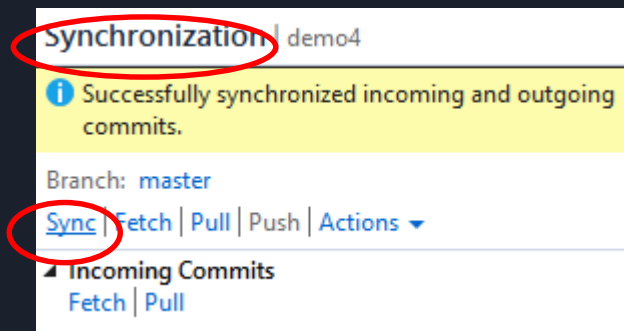 Synchronization | demo4
Successfully synchronized incoming and outgoing
commits.
Branch: master
Sync | Fetch | Pull | Push | Actions
Incoming Commits
Fetch | Pull